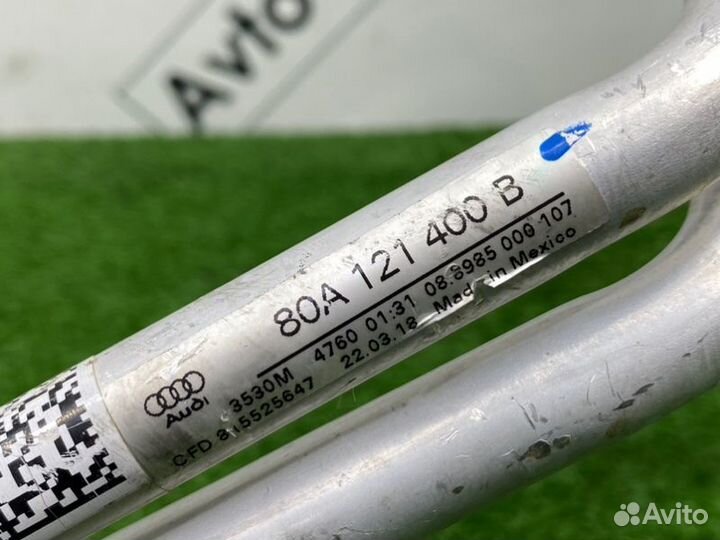 Avto
80A 121 400 B
3530M 4760 01:31 08.8985 000 107
CFD 815525647 22.03.18 Made in Mexico
Audi
Avito